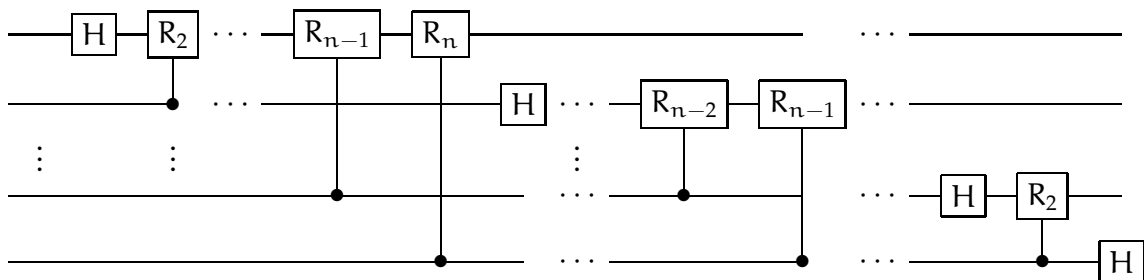 H R₂ ⋯ Rₙ₋₁ Rₙ ⋯
⋯ H ⋯ Rₙ₋₂ Rₙ₋₁ ⋯
⋮ ⋮ ⋮
⋯ ⋯ H R₂
⋯ ⋯ H